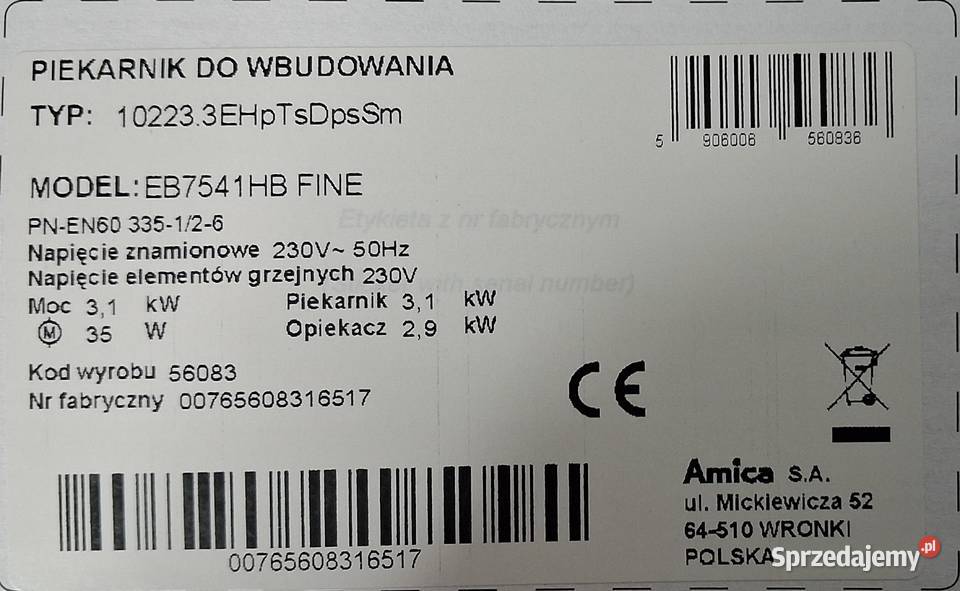 PIEKARNIK DO WBUDOWANIA
TYP: 10223.3EHpTsDpsSm
5 906006 560836
MODEL: EB7541HB FINE
PN-EN60 335-1/2-6
Etykieta z nr fabrycznym
Napięcie znamionowe 230V~ 50Hz
Napięcie elementów grzejnych 230V
with serial number)
Moc 3,1 kW Piekarnik 3,1 kW
M 35 W Opiekacz 2,9 kW
Kod wyrobu 56083
Nr fabryczny 00765608316517
CE
00765608316517
Amica S.A.
ul. Mickiewicza 52
64-510 WRONKI
POLSKA
Sprzedajemy.pl